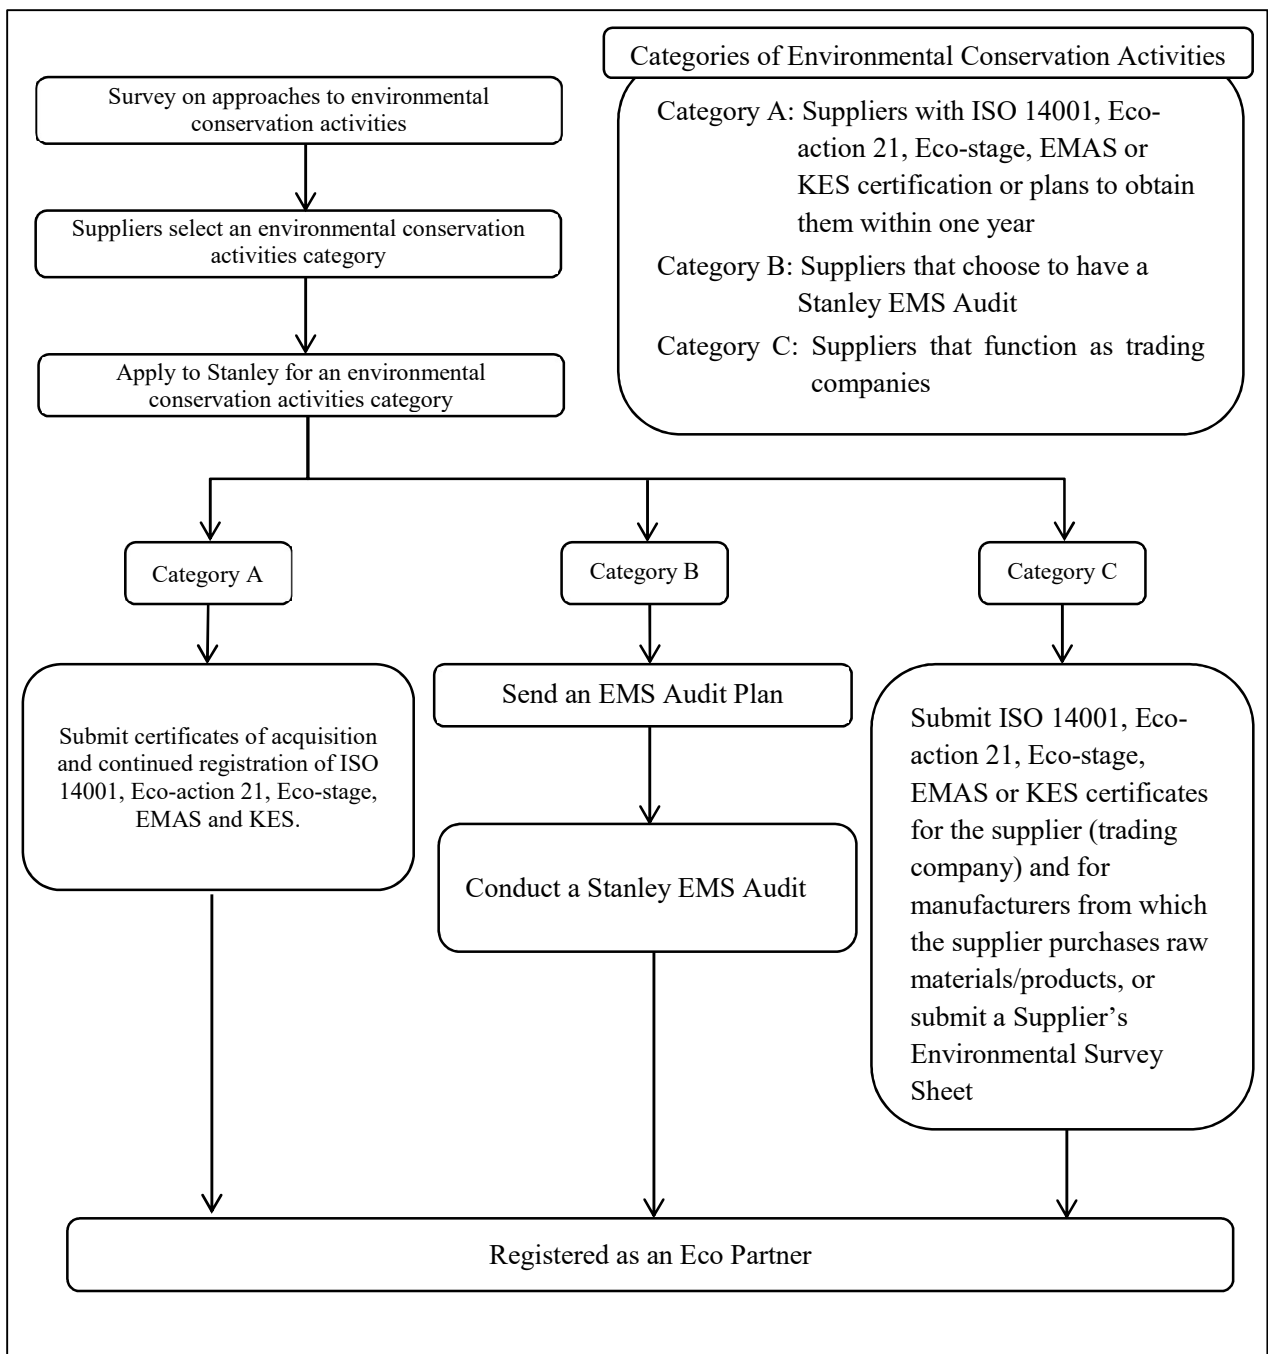 Categories of Environmental Conservation Activities
Category A: Suppliers with ISO 14001, Eco-
action 21, Eco-stage, EMAS or
KES certification or plans to obtain
them within one year
Category B: Suppliers that choose to have a
Stanley EMS Audit
Category C: Suppliers that function as trading
companies
Survey on approaches to environmental
conservation activities
Suppliers select an environmental conservation
activities category
Apply to Stanley for an environmental
conservation activities category
Category A
Category B
Category C
Submit certificates of acquisition
and continued registration of ISO
14001, Eco-action 21, Eco-stage,
EMAS and KES.
Send an EMS Audit Plan
Conduct a Stanley EMS Audit
Submit ISO 14001, Eco-
action 21, Eco-stage,
EMAS or KES certificates
for the supplier (trading
company) and for
manufacturers from which
the supplier purchases raw
materials/products, or
submit a Supplier’s
Environmental Survey
Sheet
Registered as an Eco Partner